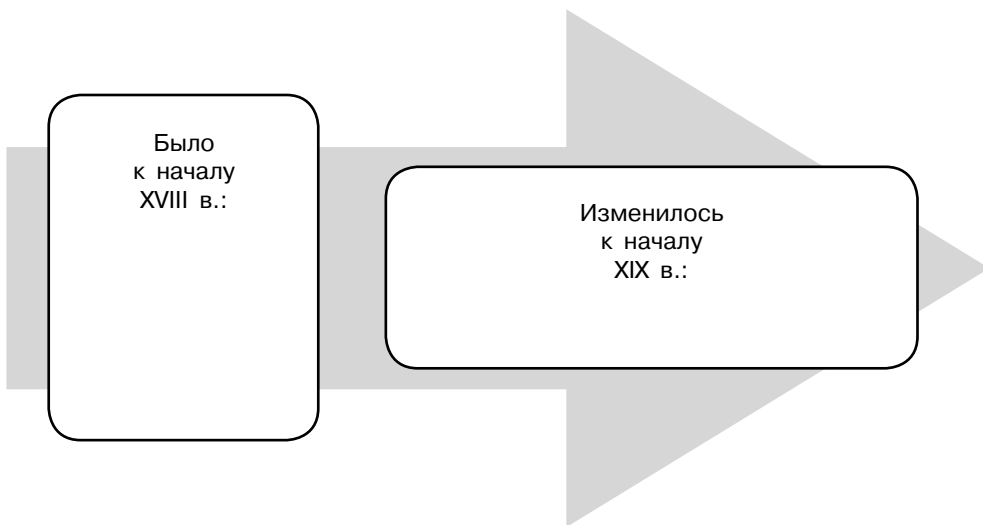 Было
к началу
XVIII в.:
Изменилось
к началу
XIX в.: